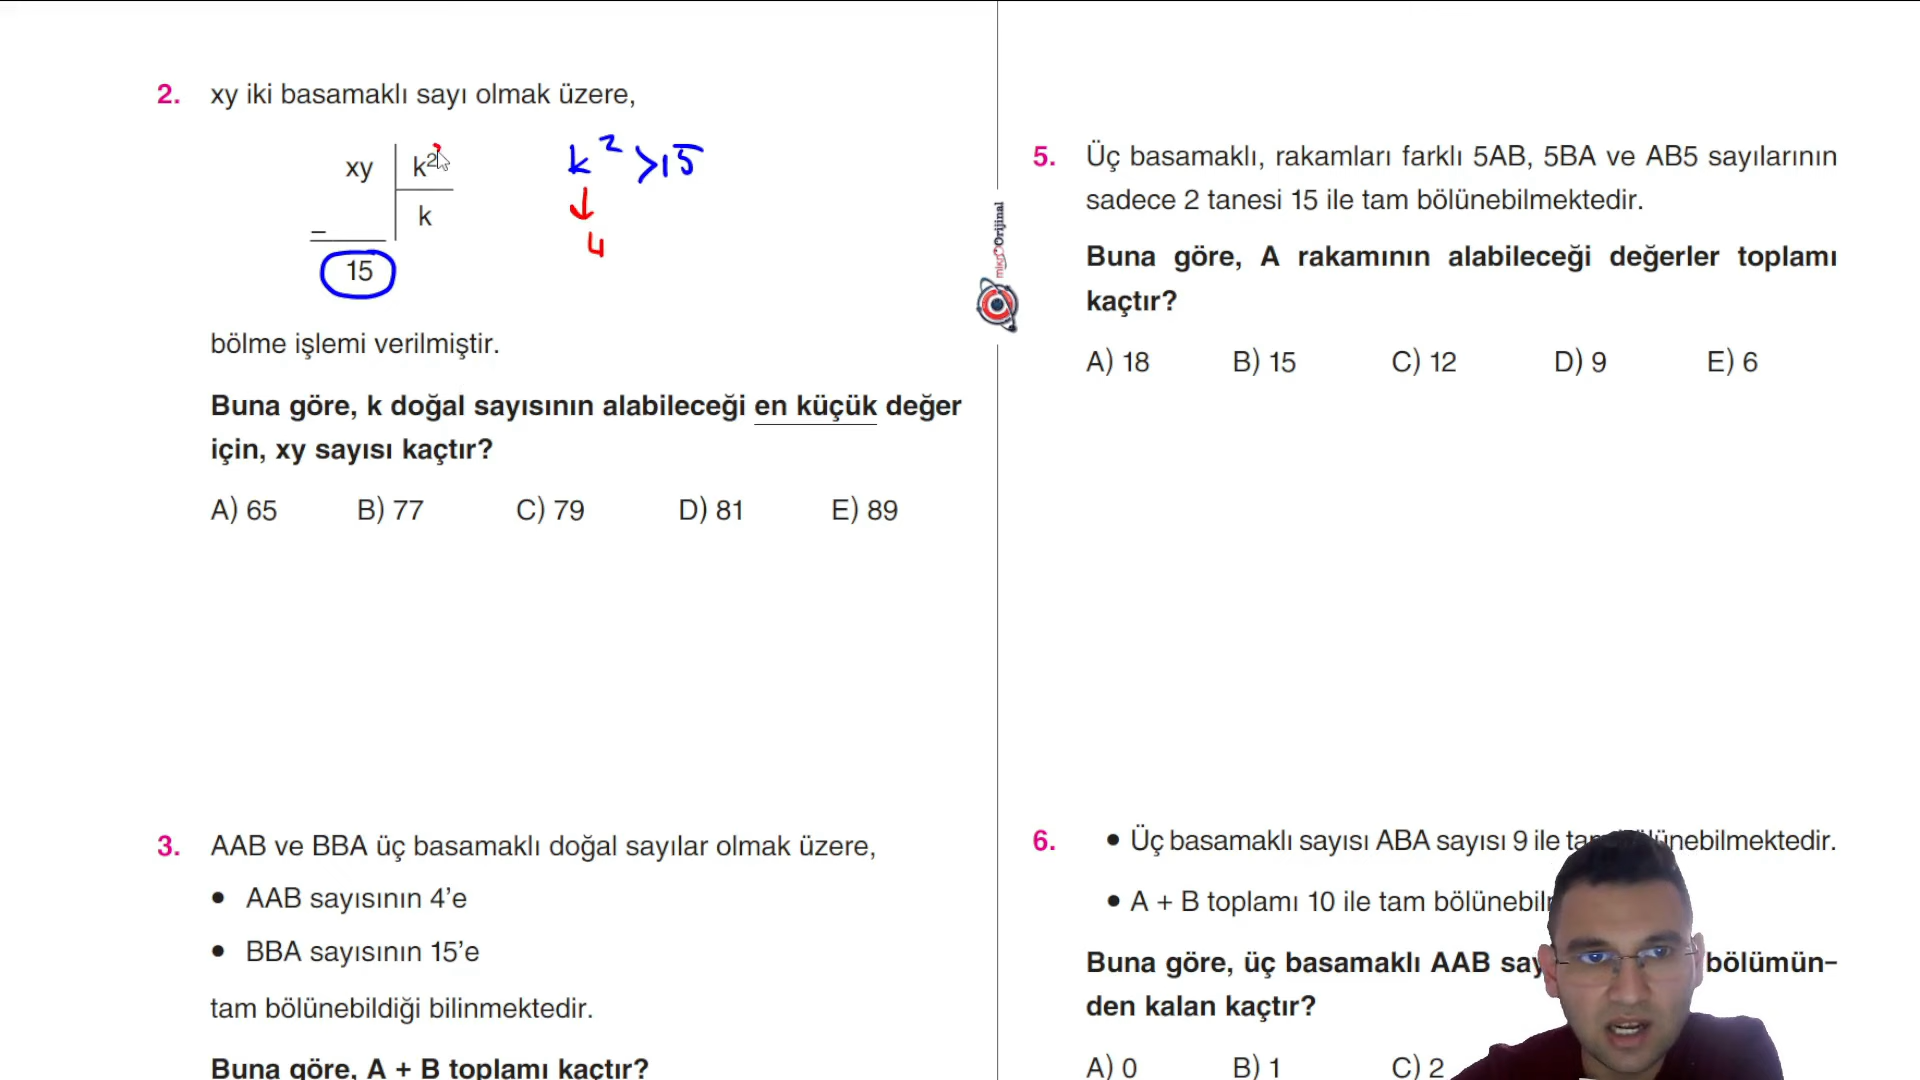 2. xy iki basamaklı sayı olmak üzere,
xy k²
k
–
15
k² >15
4
bölme işlemi verilmiştir.
Buna göre, k doğal sayısının alabileceği en küçük değer
için, xy sayısı kaçtır?
A) 65 B) 77 C) 79 D) 81 E) 89
3. AAB ve BBA üç basamaklı doğal sayılar olmak üzere,
• AAB sayısının 4’e
• BBA sayısının 15’e
tam bölünebildiği bilinmektedir.
Buna göre, A + B toplamı kaçtır?
Orijinal
5. Üç basamaklı, rakamları farklı 5AB, 5BA ve AB5 sayılarının
sadece 2 tanesi 15 ile tam bölünebilmektedir.
Buna göre, A rakamının alabileceği değerler toplamı
kaçtır?
A) 18 B) 15 C) 12 D) 9 E) 6
6. • Üç basamaklı sayısı ABA sayısı 9 ile
• A + B toplamı 10 ile tam
Buna göre, üç basamaklı AAB bölümün-
den kalan kaçtır?
A) 0 B) 1 C) 2